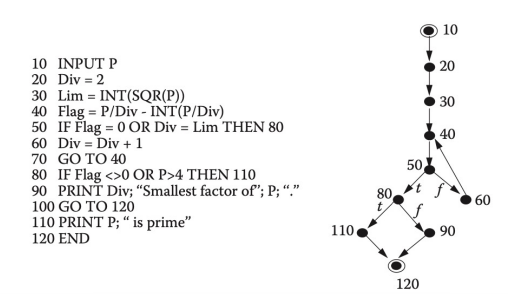 10 INPUT P
20 Div = 2
30 Lim = INT(SQR(P))
40 Flag = P/Div - INT(P/Div)
50 IF Flag = 0 OR Div = Lim THEN 80
60 Div = Div + 1
70 GO TO 40
80 IF Flag <>0 OR P>4 THEN 110
90 PRINT Div; “Smallest factor of”; P; “.”
100 GO TO 120
110 PRINT P; “ is prime”
120 END
10
20
30
40
50
t f
80 60
t f
110 90
120